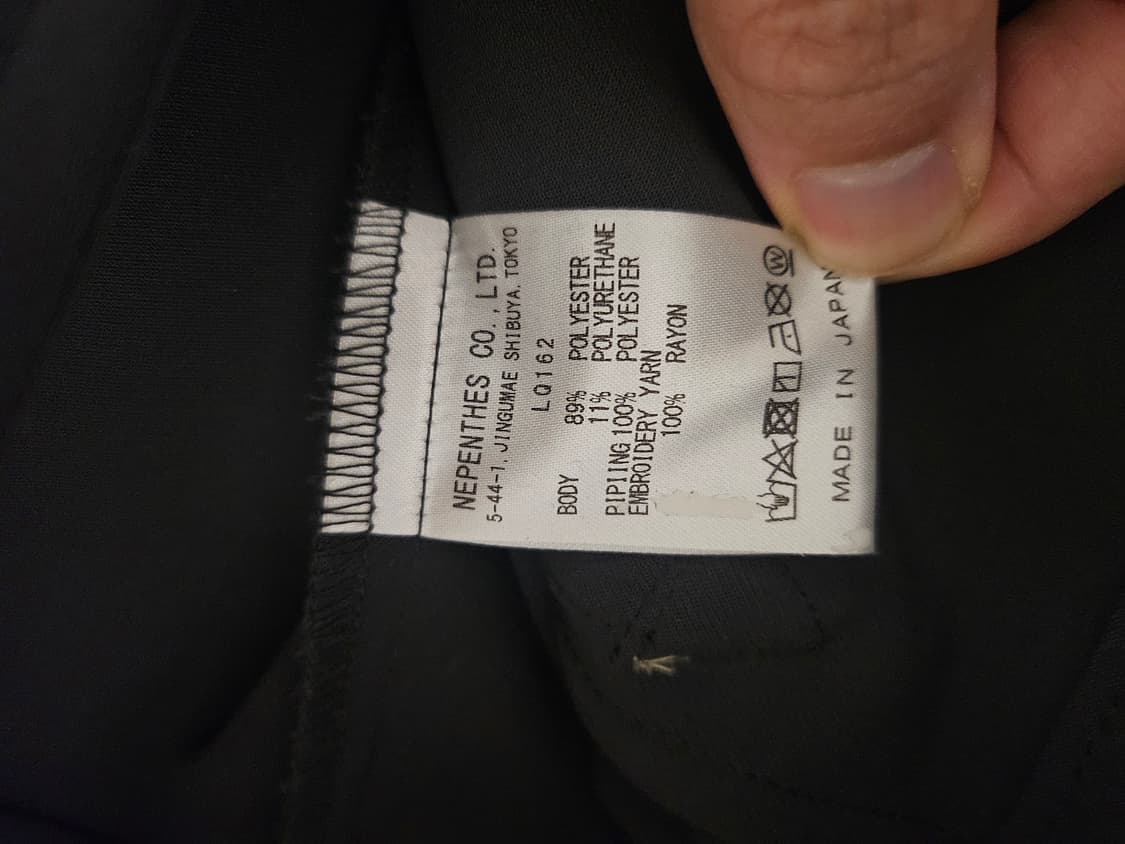 NEPENTHES CO., LTD.
5-44-1, JINGUMAE SHIBUYA, TOKYO
LQ162
BODY 89% POLYESTER
11% POLYURETHANE
PIPIING 100% POLYESTER
EMBROIDERY YARN
100% RAYON
W
MADE IN JAPAN